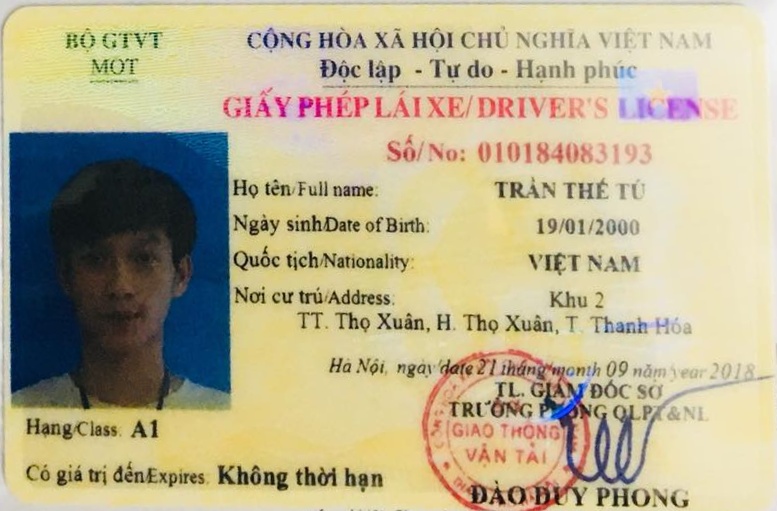 BỘ GTVT
MOT
CỘNG HÒA XÃ HỘI CHỦ NGHĨA VIỆT NAM
Độc lập - Tự do - Hạnh phúc
GIẤY PHÉP LÁI XE/DRIVER'S LICENSE
Số/No: 010184083193
Họ tên/Full name: TRẦN THẾ TÚ
Ngày sinh/Date of Birth: 19/01/2000
Quốc tịch/Nationality: VIỆT NAM
Nơi cư trú/Address: Khu 2
TT. Thọ Xuân, H. Thọ Xuân, T. Thanh Hóa
Hà Nội, ngày/date 21 tháng/month 09 năm/year 2018
TL. GIÁM ĐỐC SỞ
TRƯỞNG PHÒNG QLPT&NL
GIAO THÔNG
VẬN TẢI
Hạng/Class: A1
Có giá trị đến/Expires: Không thời hạn
ĐÀO DUY PHONG